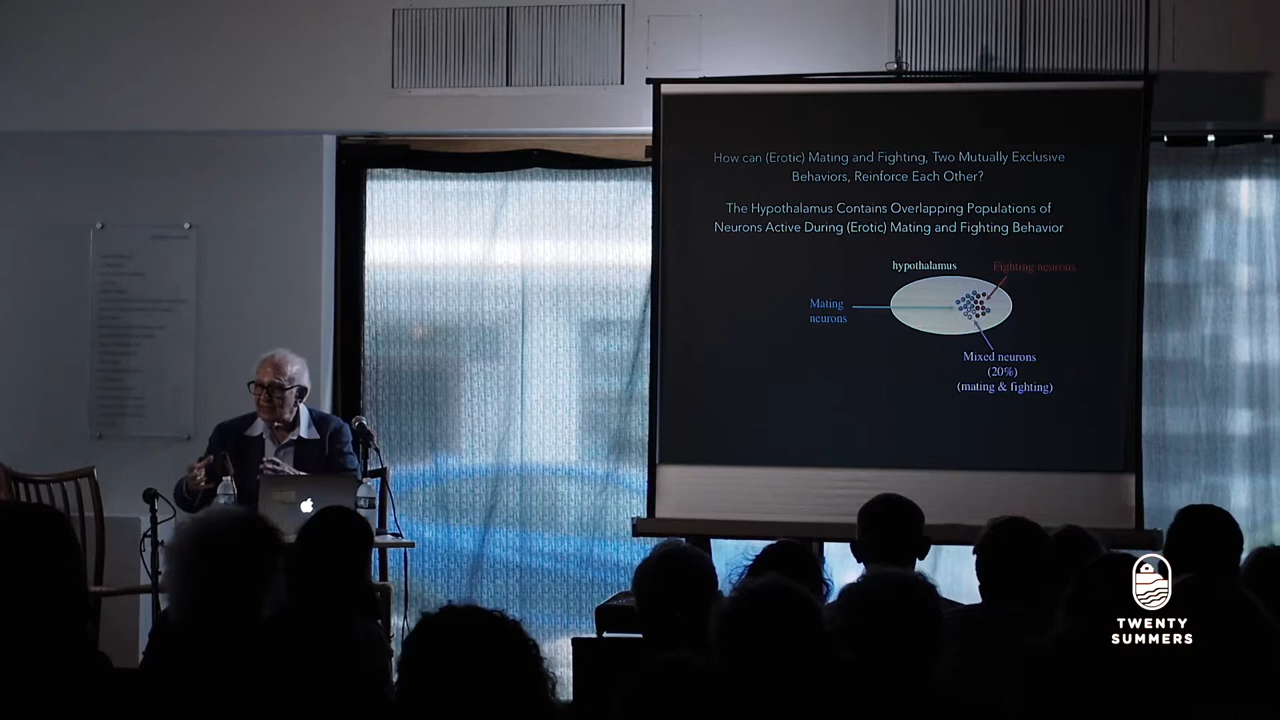 How can (Erotic) Mating and Fighting, Two Mutually Exclusive
Behaviors, Reinforce Each Other?
The Hypothalamus Contains Overlapping Populations of
Neurons Active During (Erotic) Mating and Fighting Behavior
hypothalamus
Fighting neurons
Mating
neurons
Mixed neurons
(20%)
(mating & fighting)
TWENTY
SUMMERS